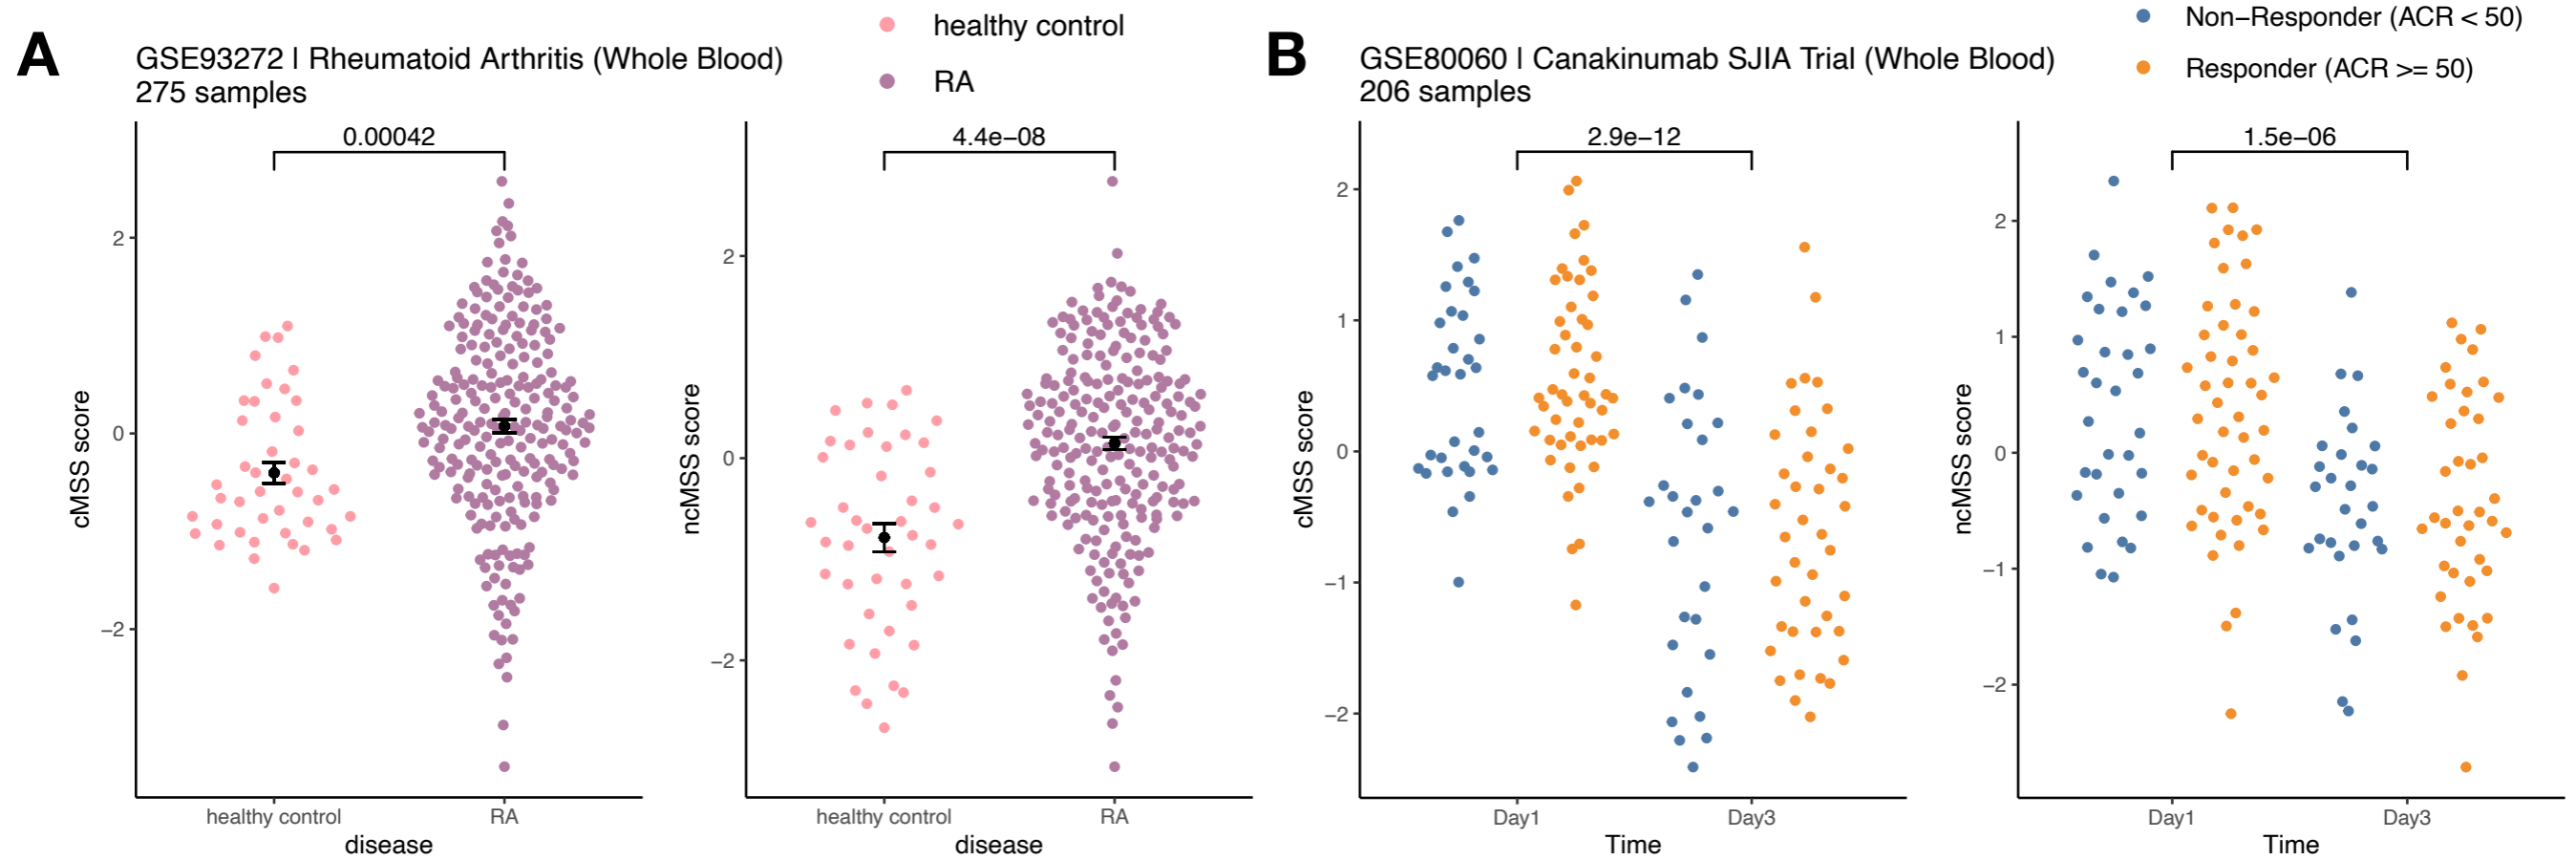 A
GSE93272 | Rheumatoid Arthritis (Whole Blood)
275 samples
healthy control
RA
0.00042
cMSS score
2
0
−2
healthy control
RA
disease
4.4e−08
ncMSS score
2
0
−2
healthy control
RA
disease
B
GSE80060 | Canakinumab SJIA Trial (Whole Blood)
206 samples
Non−Responder (ACR < 50)
Responder (ACR >= 50)
2.9e−12
cMSS score
2
1
0
−1
−2
Day1
Day3
Time
1.5e−06
ncMSS score
2
1
0
−1
−2
Day1
Day3
Time